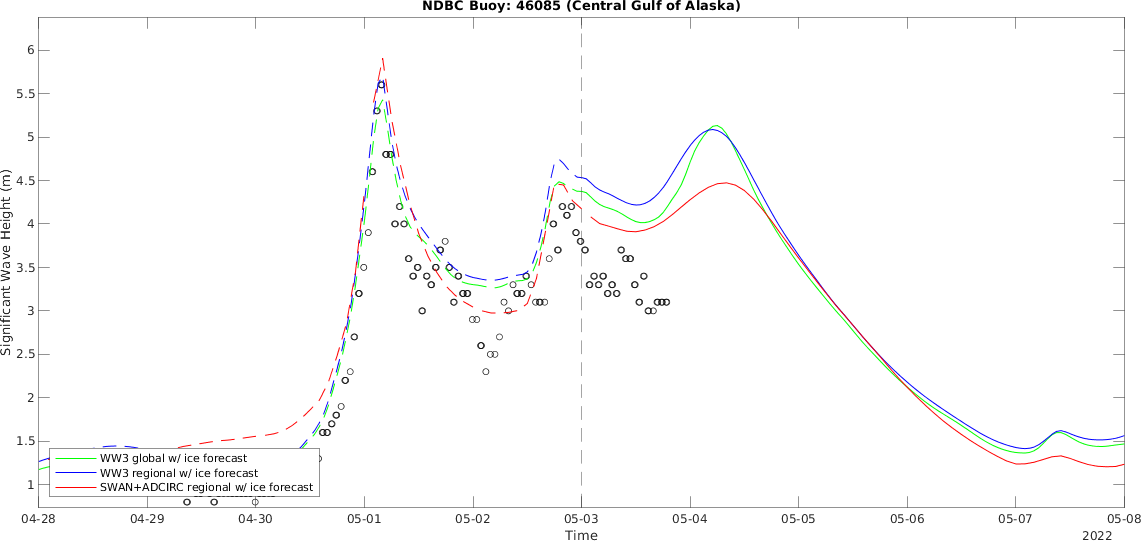 NDBC Buoy: 46085 (Central Gulf of Alaska)
Significant Wave Height (m)
6
5.5
5
4.5
4
3.5
3
2.5
2
1.5
1
WW3 global w/ ice forecast
WW3 regional w/ ice forecast
SWAN+ADCIRC regional w/ ice forecast
04-28 04-29 04-30 05-01 05-02 05-03 05-04 05-05 05-06 05-07 05-08
Time
2022